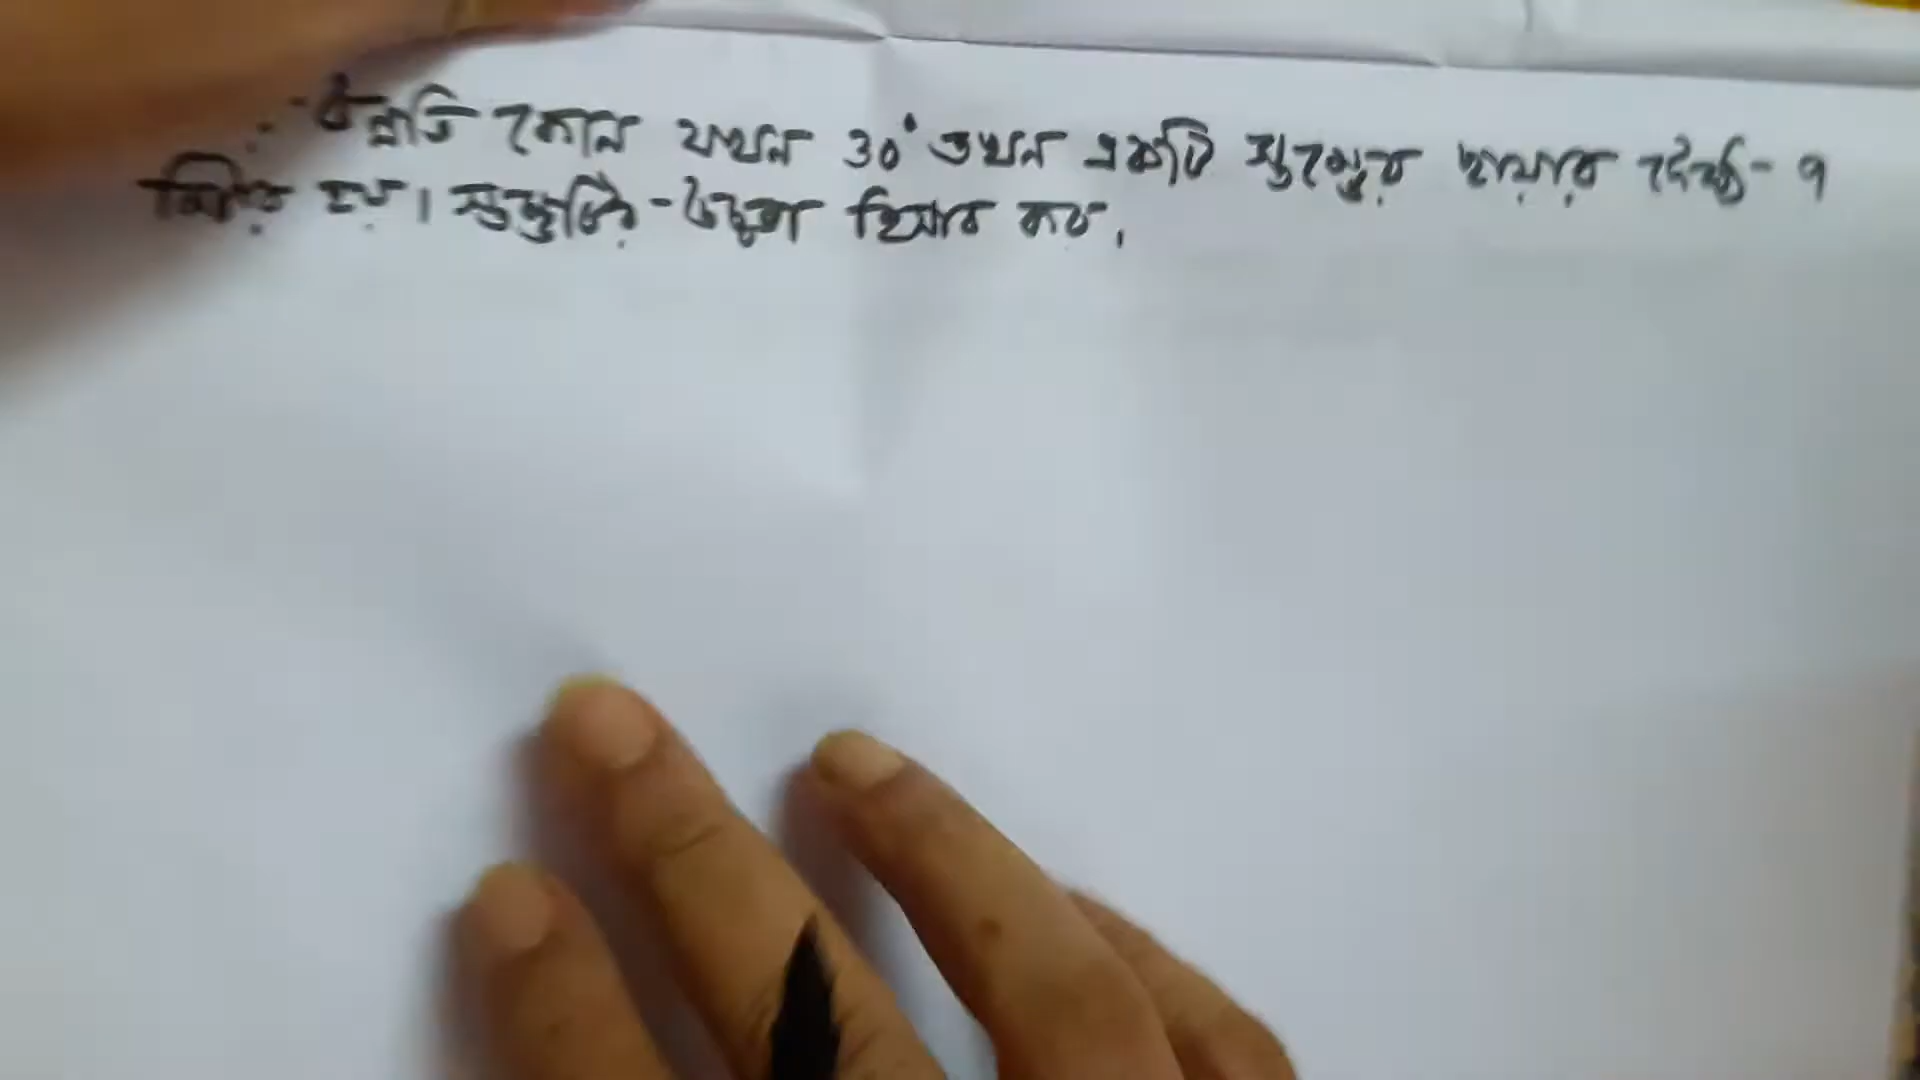 উন্নতি কোন যখন 30° তখন একটি স্তম্ভের ছায়ার দৈর্ঘ্য ৭
মিটার হয়। স্তম্ভটির উচ্চতা হিসাব কর।